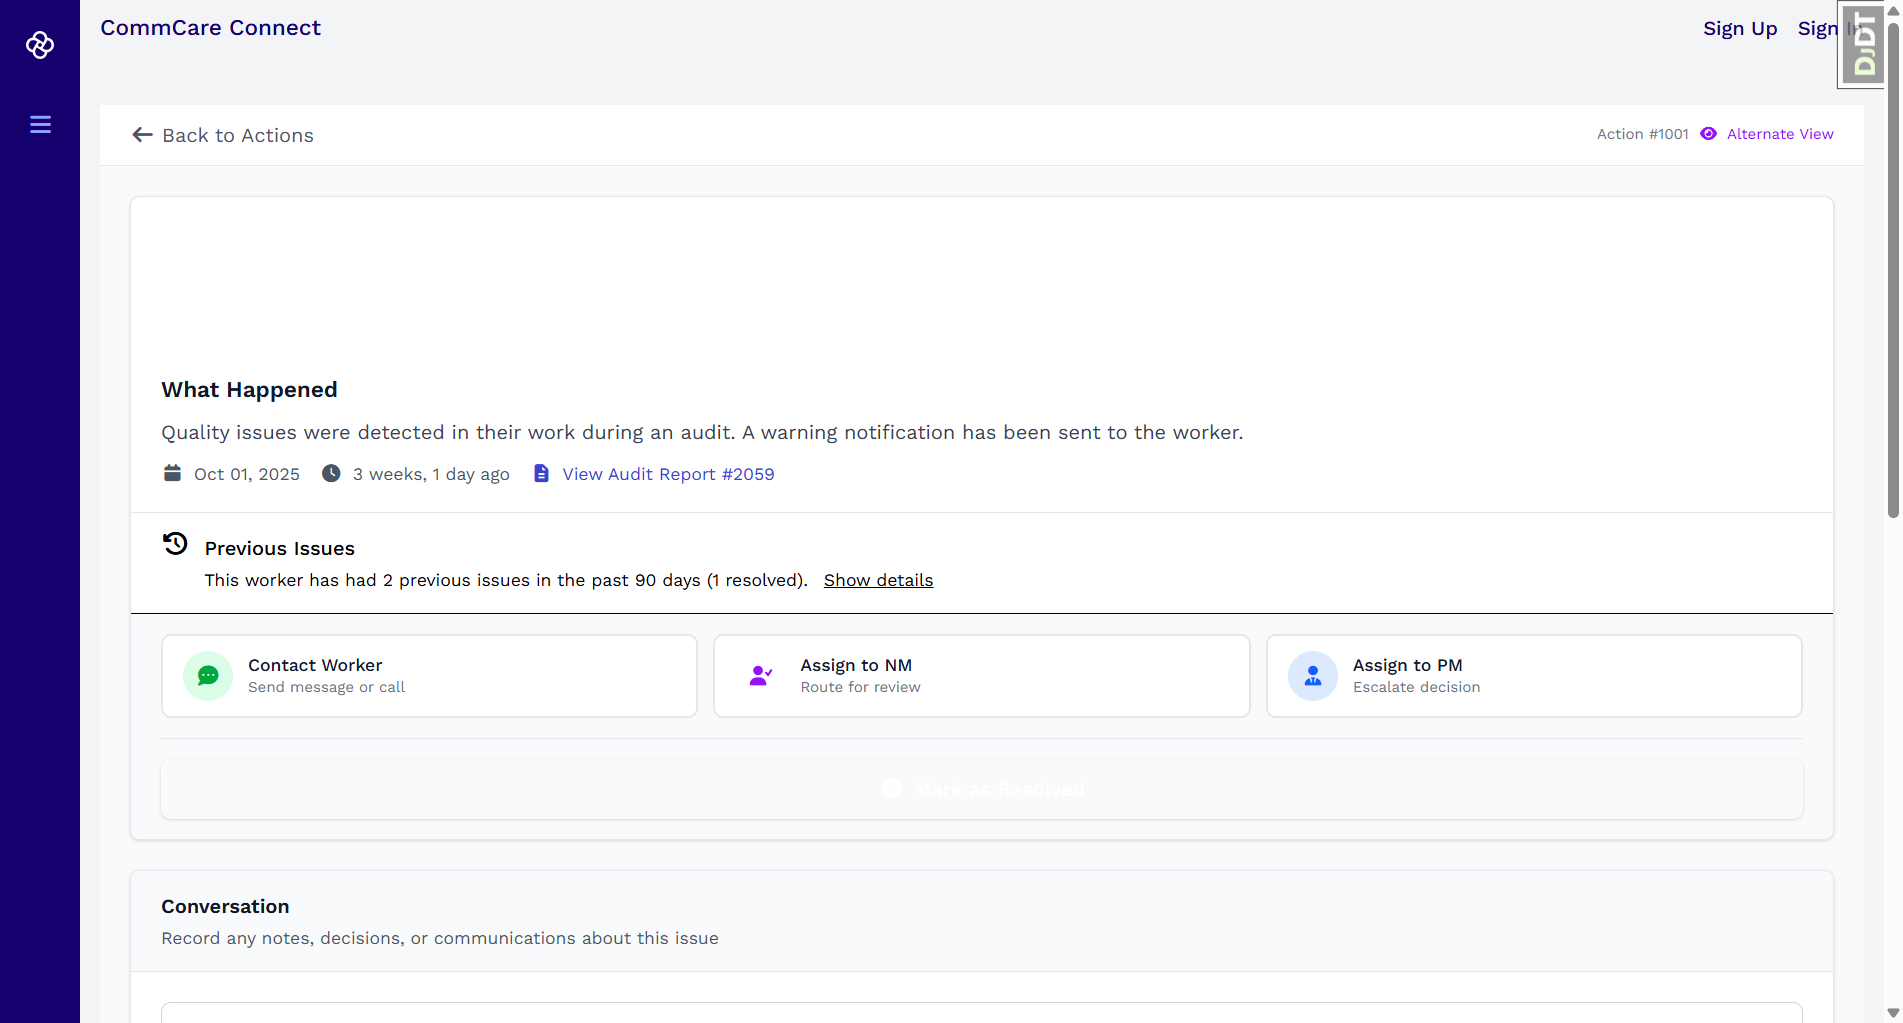 CommCare Connect
Sign Up
Sign In
DjDT
Back to Actions
Action #1001
Alternate View
What Happened
Quality issues were detected in their work during an audit. A warning notification has been sent to the worker.
Oct 01, 2025
3 weeks, 1 day ago
View Audit Report #2059
Previous Issues
This worker has had 2 previous issues in the past 90 days (1 resolved). Show details
Contact Worker
Send message or call
Assign to NM
Route for review
Assign to PM
Escalate decision
Mark as Resolved
Conversation
Record any notes, decisions, or communications about this issue